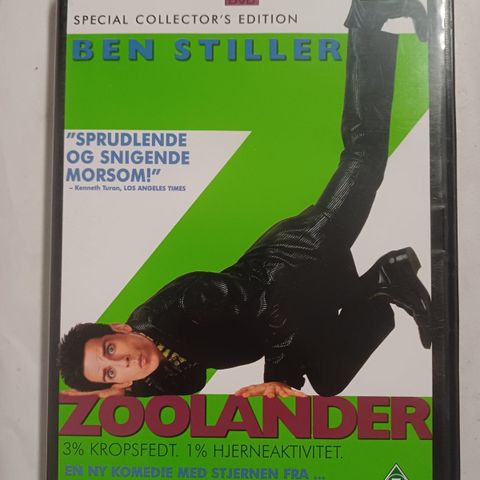 DVD
SPECIAL COLLECTOR'S EDITION
BEN STILLER
"SPRUDLENDE
OG SNIGENDE
MORSOM!"
– Kenneth Turan, LOS ANGELES TIMES
ZOOLANDER
3% KROPSFEDT. 1% HJERNEAKTIVITET.
EN NY KOMEDIE MED STJERNEN FRA ...